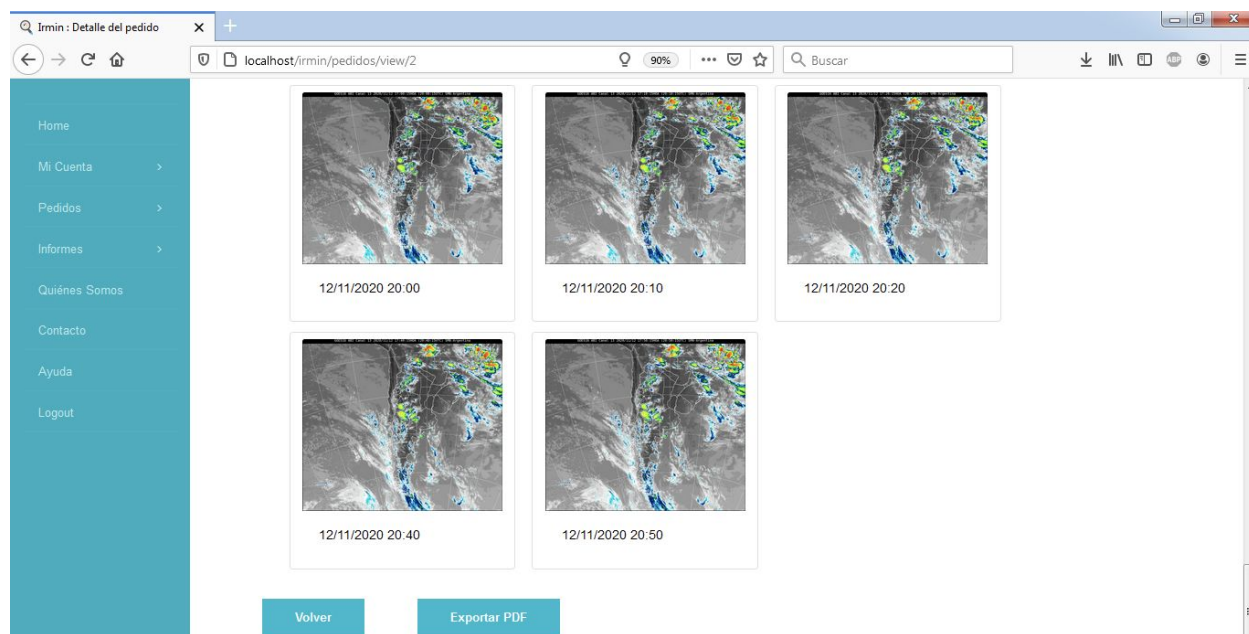 Irmin : Detalle del pedido
localhost/irmin/pedidos/view/2
90%
Buscar
ABP
Home
Mi Cuenta
Pedidos
Informes
Quiénes Somos
Contacto
Ayuda
Logout
12/11/2020 20:00
12/11/2020 20:10
12/11/2020 20:20
12/11/2020 20:40
12/11/2020 20:50
Volver
Exportar PDF